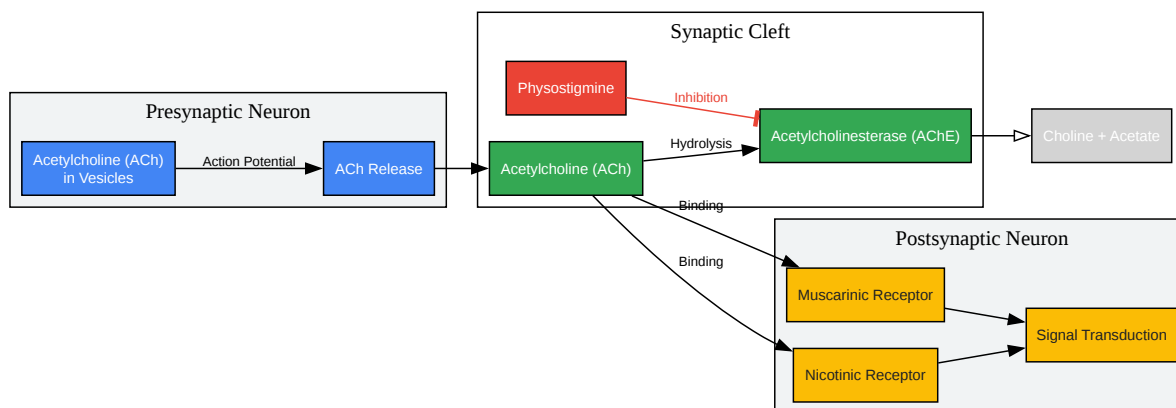 Synaptic Cleft
Physostigmine
Inhibition
Presynaptic Neuron
Acetylcholine (ACh)
in Vesicles
Action Potential
ACh Release
Acetylcholine (ACh)
Hydrolysis
Acetylcholinesterase (AChE)
Choline + Acetate
Binding
Binding
Postsynaptic Neuron
Muscarinic Receptor
Nicotinic Receptor
Signal Transduction